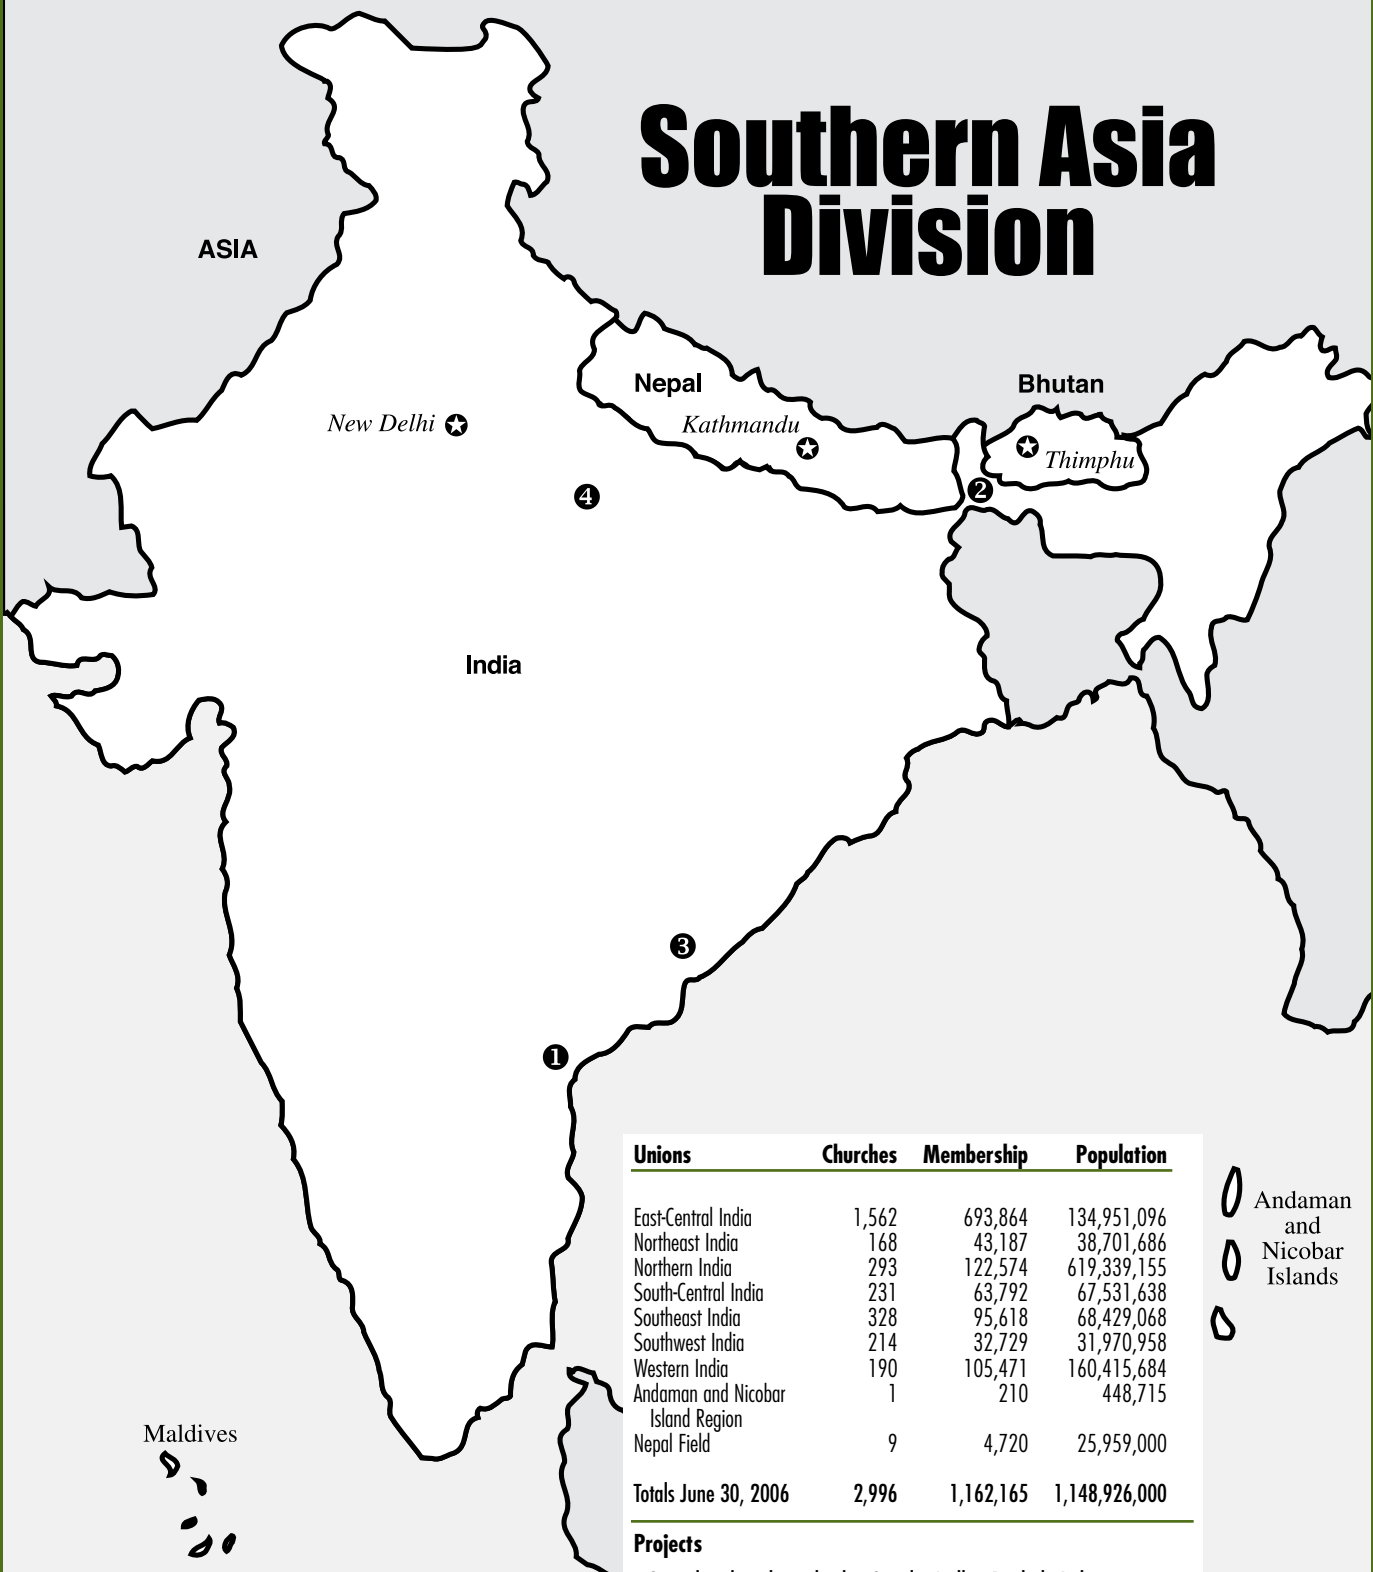 Southern Asia
Division
ASIA
Nepal
Bhutan
New Delhi
Kathmandu
Thimphu
4
2
India
3
1
Unions Churches Membership Population
East-Central India 1,562 693,864 134,951,096
Northeast India 168 43,187 38,701,686
Northern India 293 122,574 619,339,155
South-Central India 231 63,792 67,531,638
Southeast India 328 95,618 68,429,068
Southwest India 214 32,729 31,970,958
Western India 190 105,471 160,415,684
Andaman and Nicobar 1 210 448,715
Island Region
Nepal Field 9 4,720 25,959,000
Totals June 30, 2006 2,996 1,162,165 1,148,926,000
Projects
Andaman
and
Nicobar
Islands
Maldives